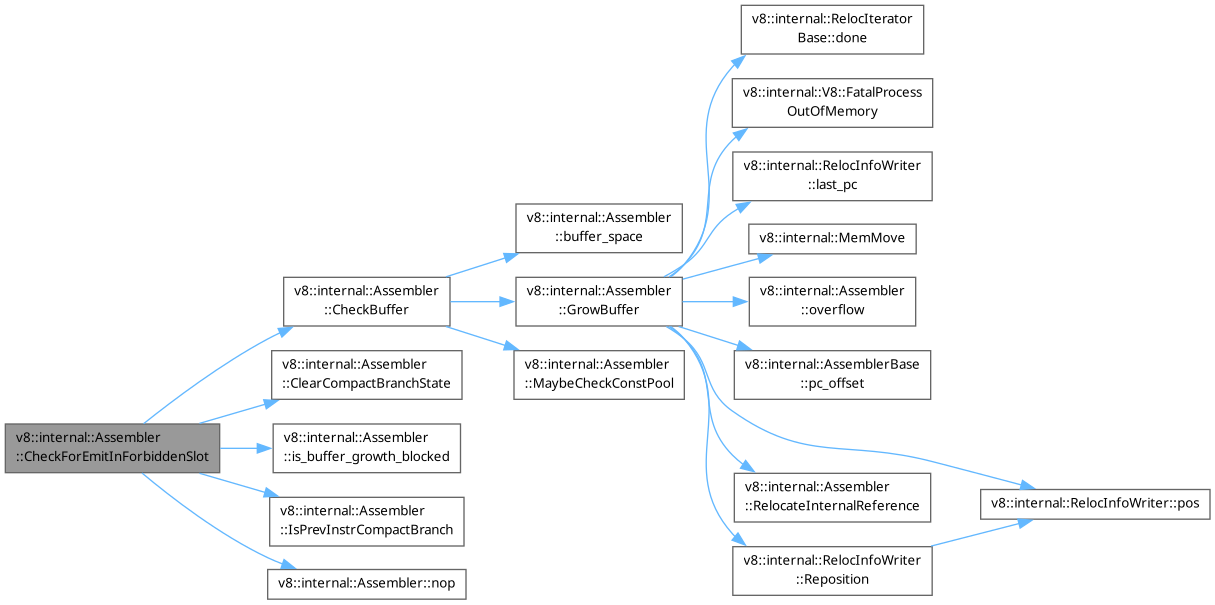 v8::internal::RelocIterator
Base::done
v8::internal::V8::FatalProcess
OutOfMemory
v8::internal::RelocInfoWriter
::last_pc
v8::internal::Assembler
::buffer_space
v8::internal::MemMove
v8::internal::Assembler
::CheckBuffer
v8::internal::Assembler
::GrowBuffer
v8::internal::Assembler
::overflow
v8::internal::Assembler
::ClearCompactBranchState
v8::internal::Assembler
::MaybeCheckConstPool
v8::internal::AssemblerBase
::pc_offset
v8::internal::Assembler
::CheckForEmitInForbiddenSlot
v8::internal::Assembler
::is_buffer_growth_blocked
v8::internal::Assembler
::RelocateInternalReference
v8::internal::RelocInfoWriter::pos
v8::internal::Assembler
::IsPrevInstrCompactBranch
v8::internal::RelocInfoWriter
::Reposition
v8::internal::Assembler::nop